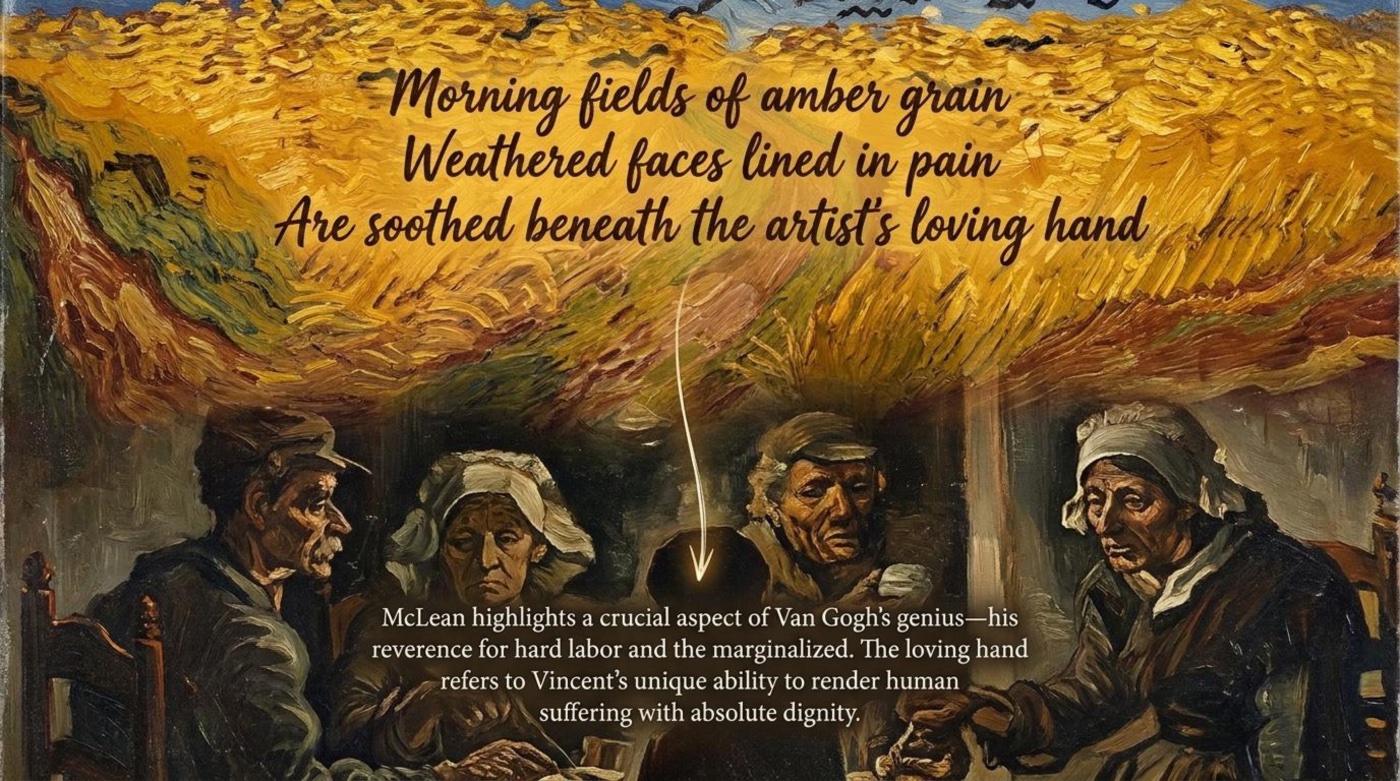 Morning fields of amber grain
Weathered faces lined in pain
Are soothed beneath the artist's loving hand
McLean highlights a crucial aspect of Van Gogh's genius—his
reverence for hard labor and the marginalized. The loving hand
refers to Vincent's unique ability to render human
suffering with absolute dignity.